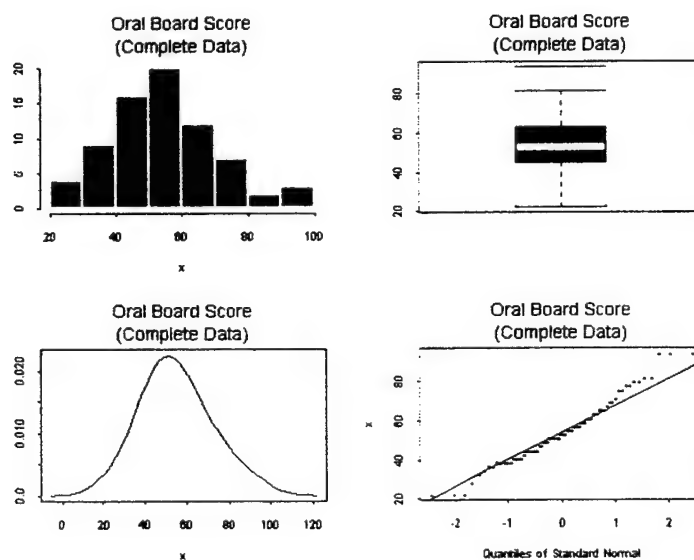 Oral Board Score
(Complete Data)
20
15
10
5
0
20 40 60 80 100
x
Oral Board Score
(Complete Data)
80
60
40
20
Oral Board Score
(Complete Data)
0.020
0.010
0.0
0 20 40 60 80 100 120
x
Oral Board Score
(Complete Data)
x
80
60
40
20
-2 -1 0 1 2
Quantiles of Standard Normal